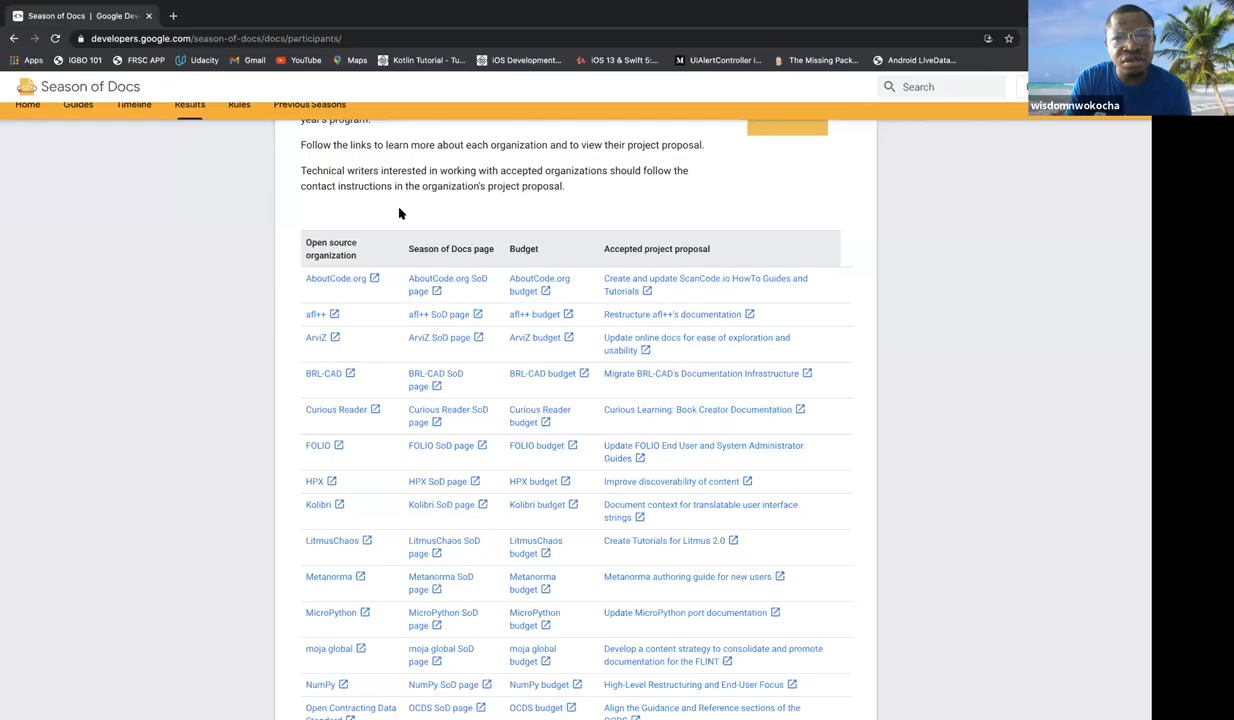 Season of Docs | Google Dev
developers.google.com/season-of-docs/docs/participants/
Apps IGBO 101 FRSC APP Udacity Gmail YouTube Maps Kotlin Tutorial - Tu... iOS Development... iOS 13 & Swift 5:... UIAlertController i... The Missing Pack... Android LiveData...
Season of Docs
Search
wisdomnwokocha
Home Guides Timeline Results Rules Previous Seasons
year's program.
Follow the links to learn more about each organization and to view their project proposal.
Technical writers interested in working with accepted organizations should follow the
contact instructions in the organization's project proposal.
Open source
organization
Season of Docs page
Budget
Accepted project proposal
AboutCode.org
AboutCode.org SoD
page
AboutCode.org
budget
Create and update ScanCode.io HowTo Guides and
Tutorials
afl++
afl++ SoD page
afl++ budget
Restructure afl++'s documentation
ArviZ
ArviZ SoD page
ArviZ budget
Update online docs for ease of exploration and
usability
BRL-CAD
BRL-CAD SoD
page
BRL-CAD budget
Migrate BRL-CAD's Documentation Infrastructure
Curious Reader
Curious Reader SoD
page
Curious Reader
budget
Curious Learning: Book Creator Documentation
FOLIO
FOLIO SoD page
FOLIO budget
Update FOLIO End User and System Administrator
Guides
HPX
HPX SoD page
HPX budget
Improve discoverability of content
Kolibri
Kolibri SoD page
Kolibri budget
Document context for translatable user interface
strings
LitmusChaos
LitmusChaos SoD
page
LitmusChaos
budget
Create Tutorials for Litmus 2.0
Metanorma
Metanorma SoD
page
Metanorma
budget
Metanorma authoring guide for new users
MicroPython
MicroPython SoD
page
MicroPython
budget
Update MicroPython port documentation
moja global
moja global SoD
page
moja global
budget
Develop a content strategy to consolidate and promote
documentation for the FLINT
NumPy
NumPy SoD page
NumPy budget
High-Level Restructuring and End-User Focus
Open Contracting Data
Standard
OCDS SoD page
OCDS budget
Align the Guidance and Reference sections of the
OCDS